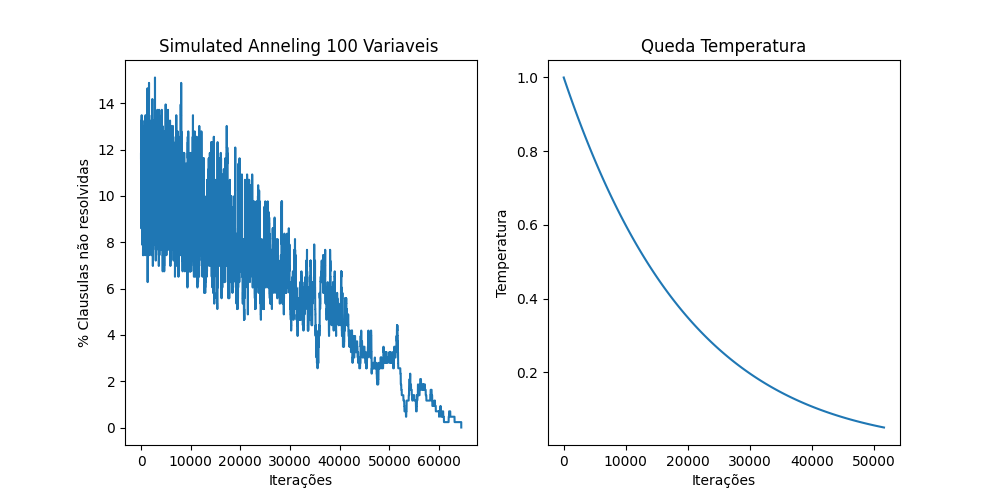 Simulated Anneling 100 Variaveis
% Clausulas não resolvidas
14
12
10
8
6
4
2
0
0 10000 20000 30000 40000 50000 60000
Iterações
Queda Temperatura
Temperatura
1.0
0.8
0.6
0.4
0.2
0 10000 20000 30000 40000 50000
Iterações